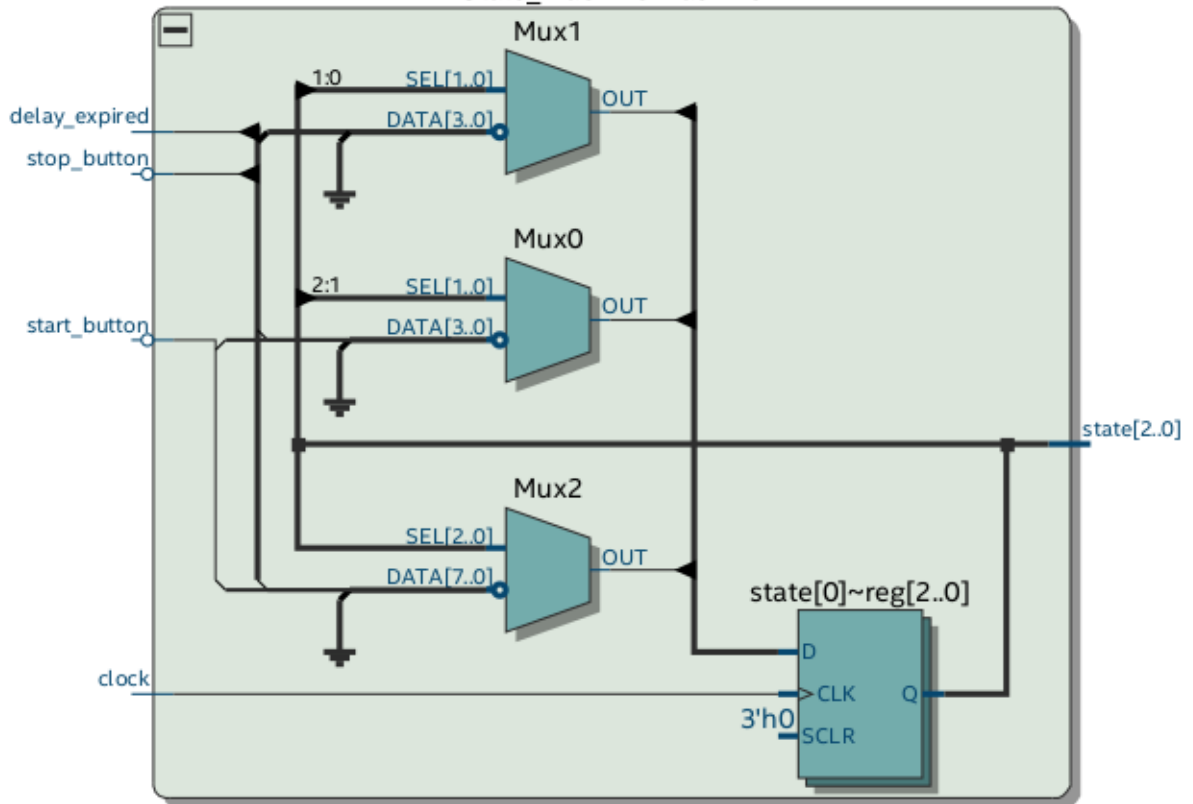 Mux1
1:0
SEL[1..0]
OUT
delay_expired
DATA[3..0]
stop_button
Mux0
2:1
SEL[1..0]
OUT
start_button
DATA[3..0]
state[2..0]
Mux2
SEL[2..0]
OUT
DATA[7..0]
state[0]~reg[2..0]
D
clock
CLK
Q
3'h0
SCLR